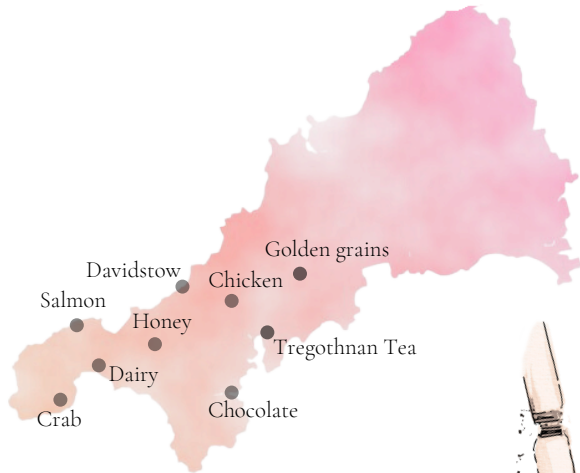 Golden grains
Davidstow
Chicken
Salmon
Honey
Tregothnan Tea
Dairy
Chocolate
Crab